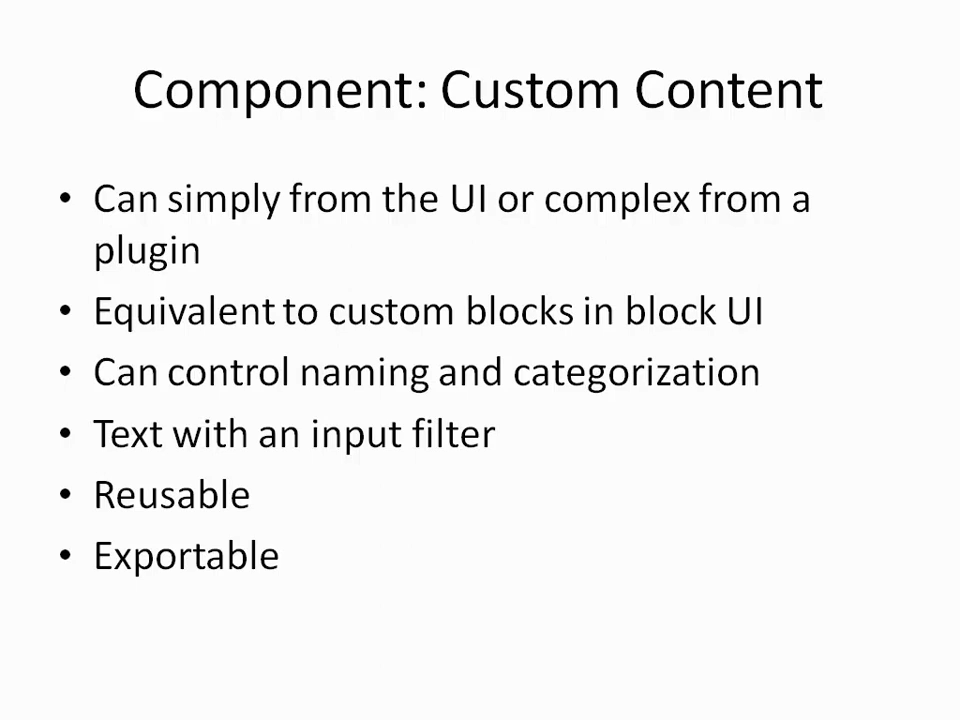 Component: Custom Content
• Can simply from the UI or complex from a
plugin
• Equivalent to custom blocks in block UI
• Can control naming and categorization
• Text with an input filter
• Reusable
• Exportable